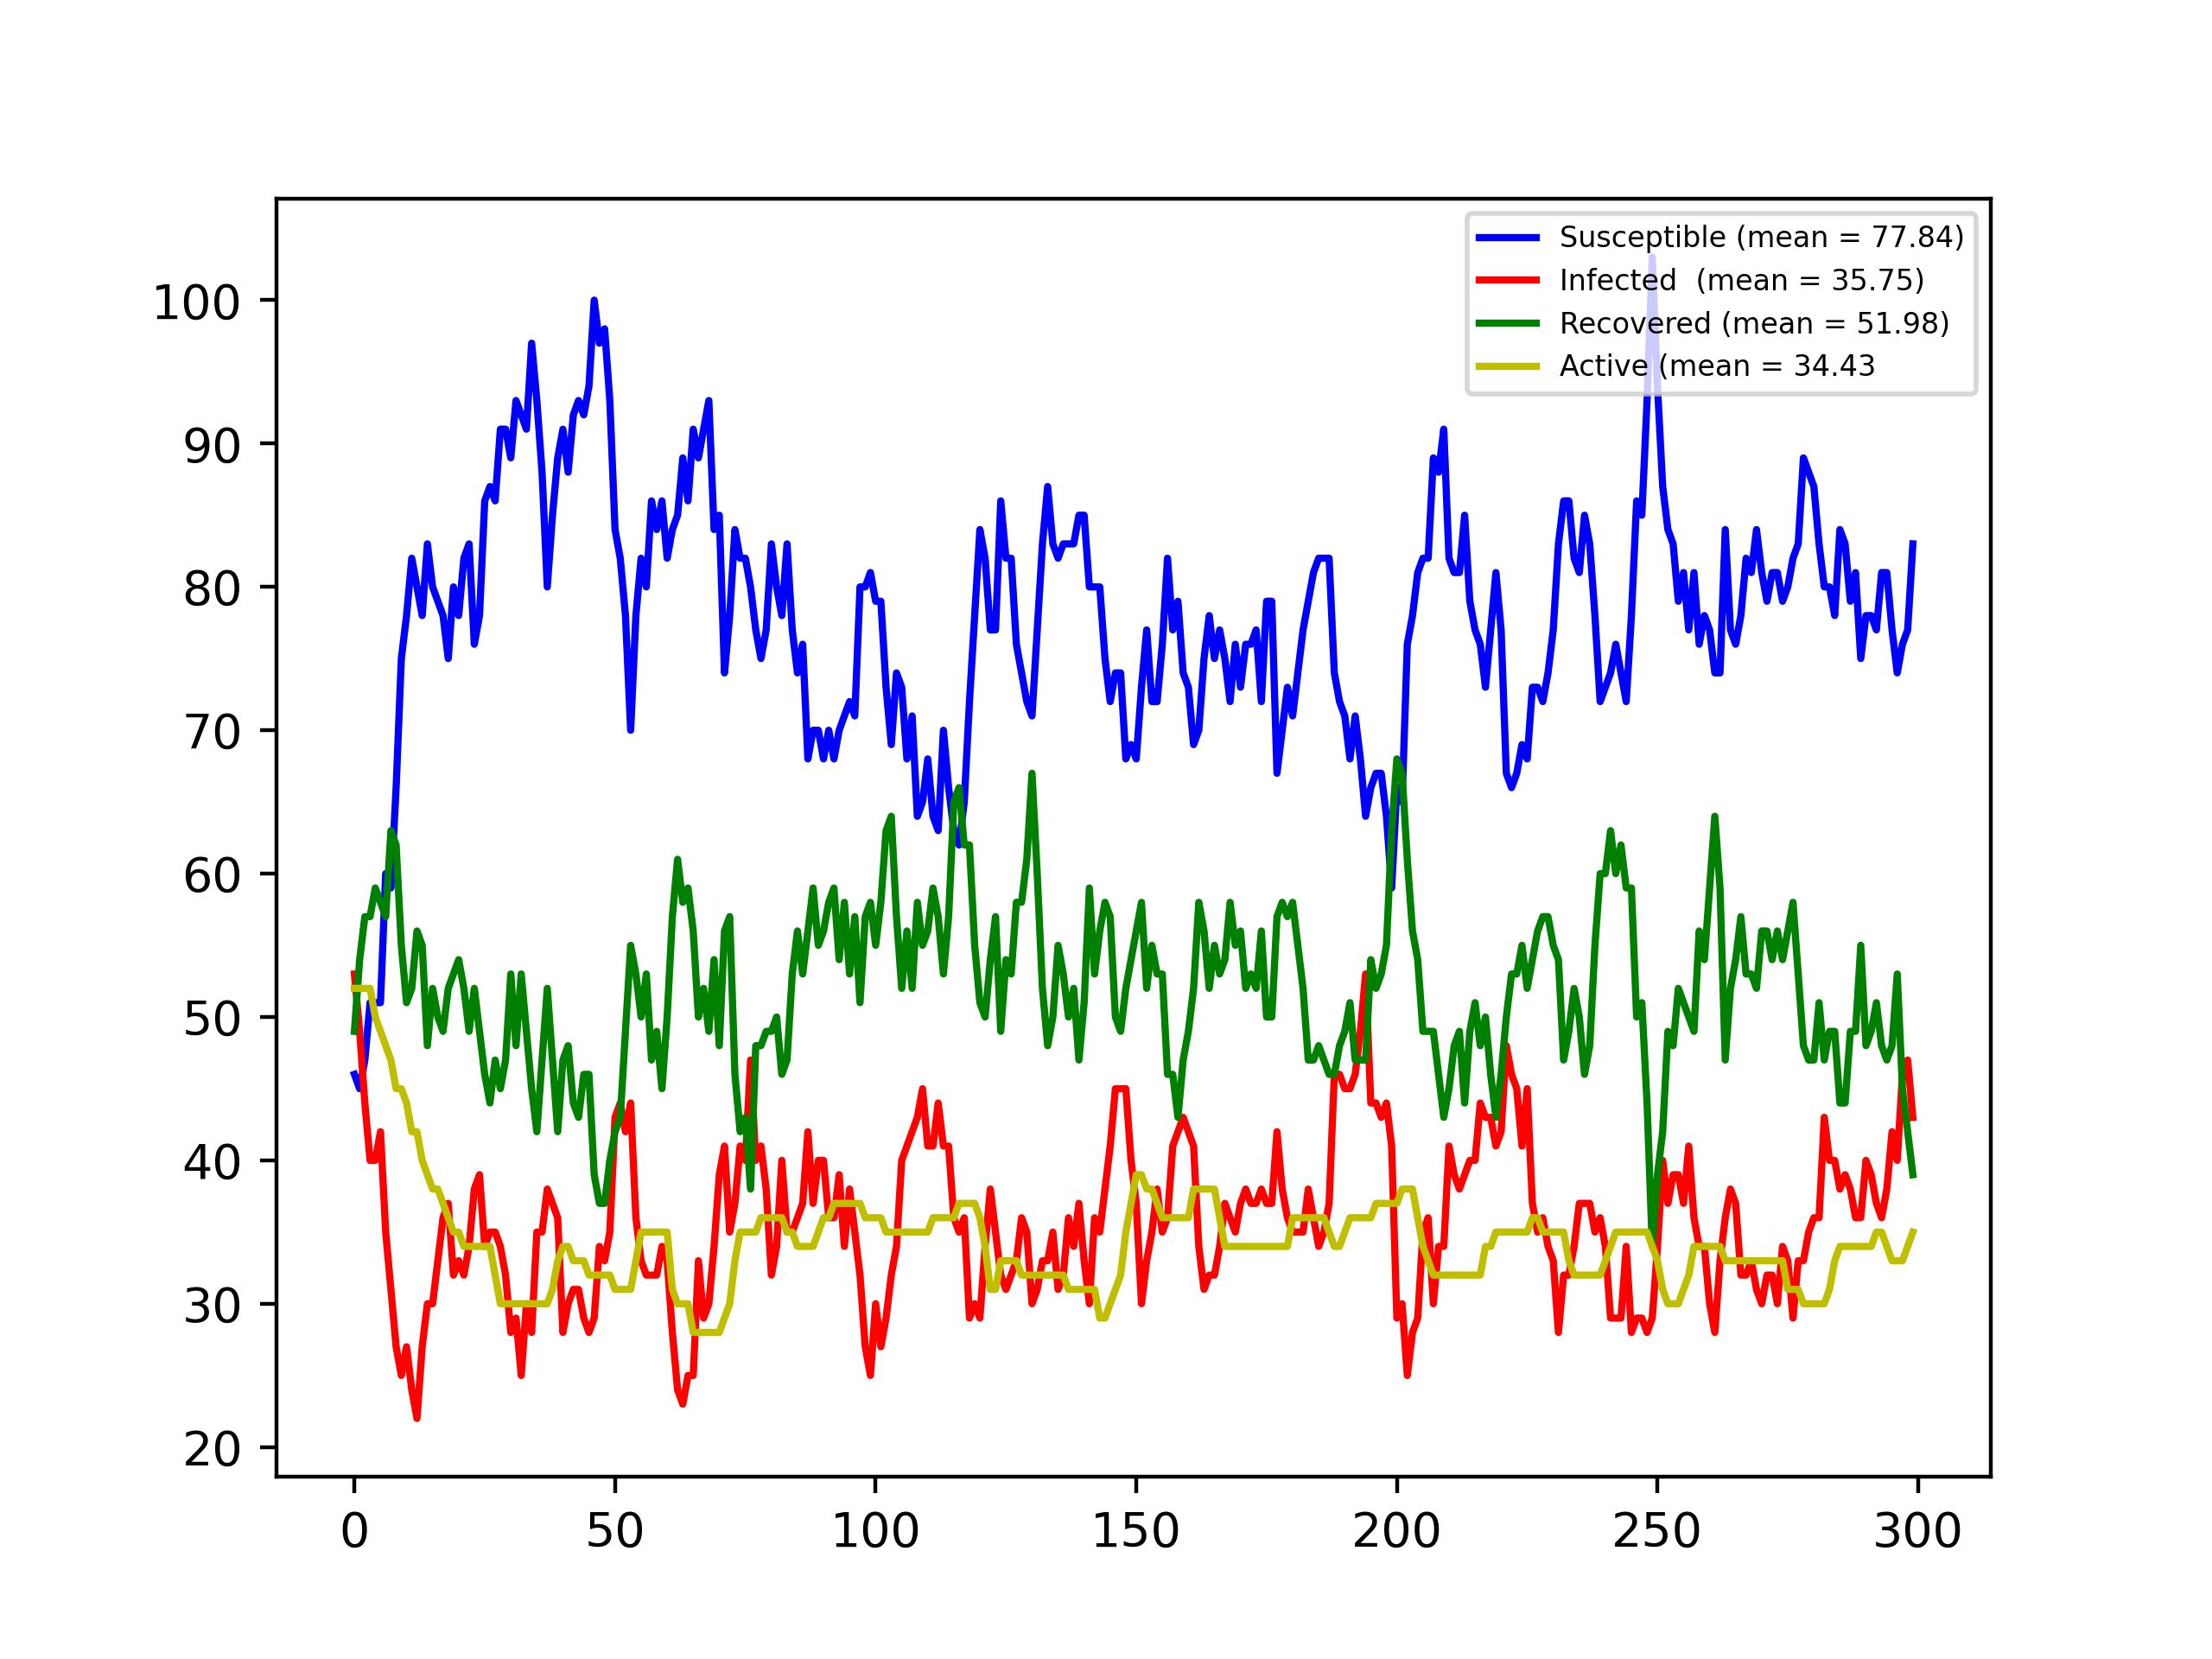 Susceptible (mean = 77.84)
Infected  (mean = 35.75)
Recovered (mean = 51.98)
Active (mean = 34.43
100
90
80
70
60
50
40
30
20
0 50 100 150 200 250 300